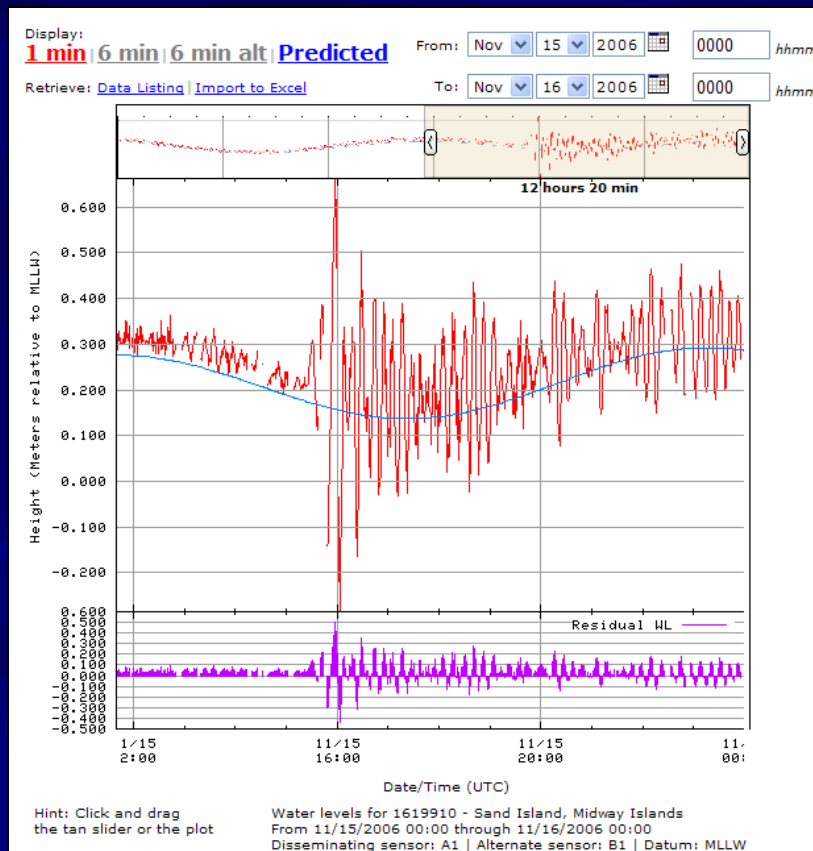 Display:
1 min | 6 min | 6 min alt | Predicted
From: Nov 15 2006 0000 hhmm
Retrieve: Data Listing | Import to Excel
To: Nov 16 2006 0000 hhmm
12 hours 20 min
Height (Meters relative to MLLW)
0.600
0.500
0.400
0.300
0.200
0.100
0.000
-0.100
-0.200
0.600
0.500
0.400
0.300
0.200
0.100
0.000
-0.100
-0.200
-0.300
-0.400
-0.500
Residual WL
1/15 11/15 11/15 11/
2:00 16:00 20:00 00:
Date/Time (UTC)
Hint: Click and drag
the tan slider or the plot
Water levels for 1619910 - Sand Island, Midway Islands
From 11/15/2006 00:00 through 11/16/2006 00:00
Disseminating sensor: A1 | Alternate sensor: B1 | Datum: MLLW